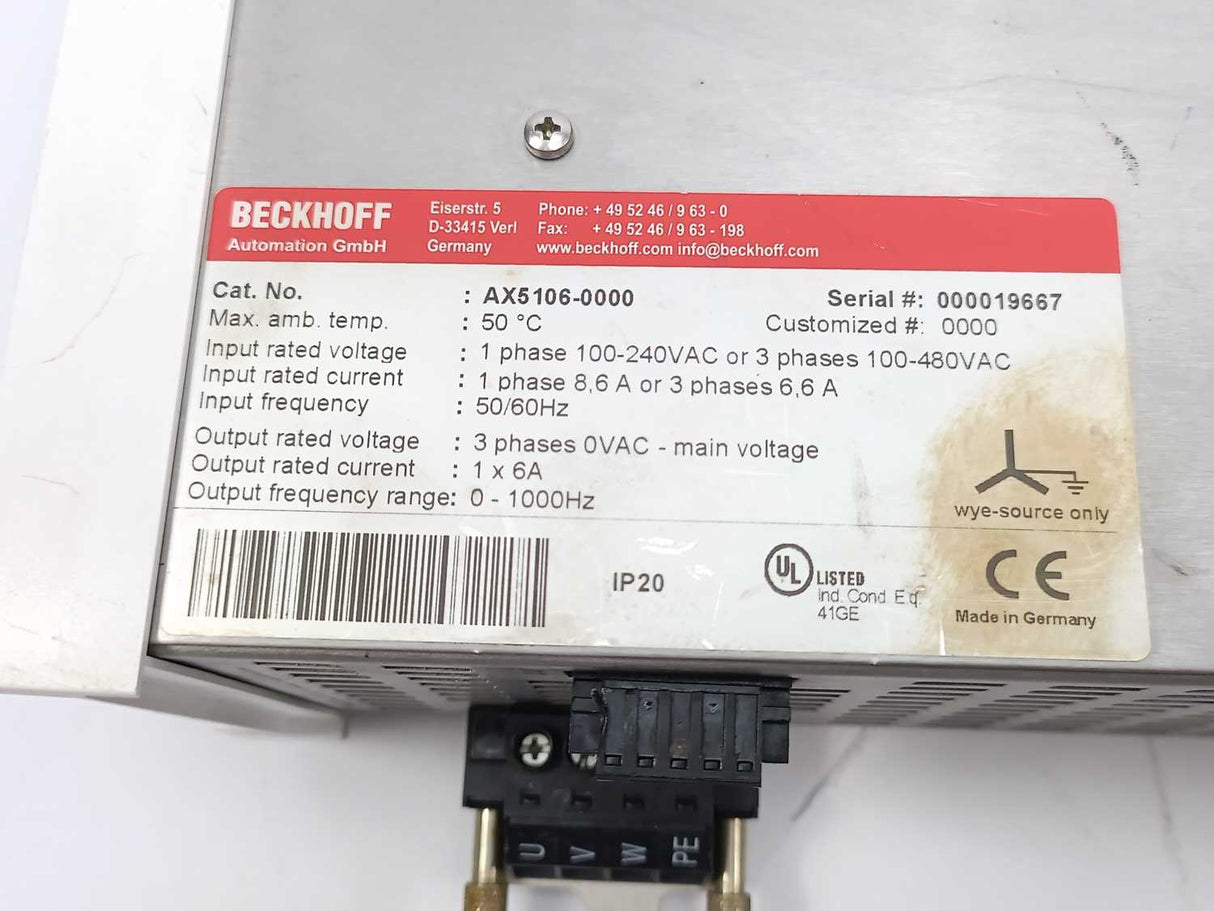 BECKHOFF
Automation GmbH
Eiserstr. 5
D-33415 Verl
Germany
Phone: + 49 52 46 / 9 63 - 0
Fax: + 49 52 46 / 9 63 - 198
www.beckhoff.com info@beckhoff.com
Cat. No. : AX5106-0000 Serial #: 000019667
Max. amb. temp. : 50 °C Customized #: 0000
Input rated voltage : 1 phase 100-240VAC or 3 phases 100-480VAC
Input rated current : 1 phase 8,6 A or 3 phases 6,6 A
Input frequency : 50/60Hz
Output rated voltage : 3 phases 0VAC - main voltage
Output rated current : 1 x 6A
Output frequency range: 0 - 1000Hz
wye-source only
IP20
UL LISTED
Ind. Cond. Eq.
41GE
CE
Made in Germany
U V W PE